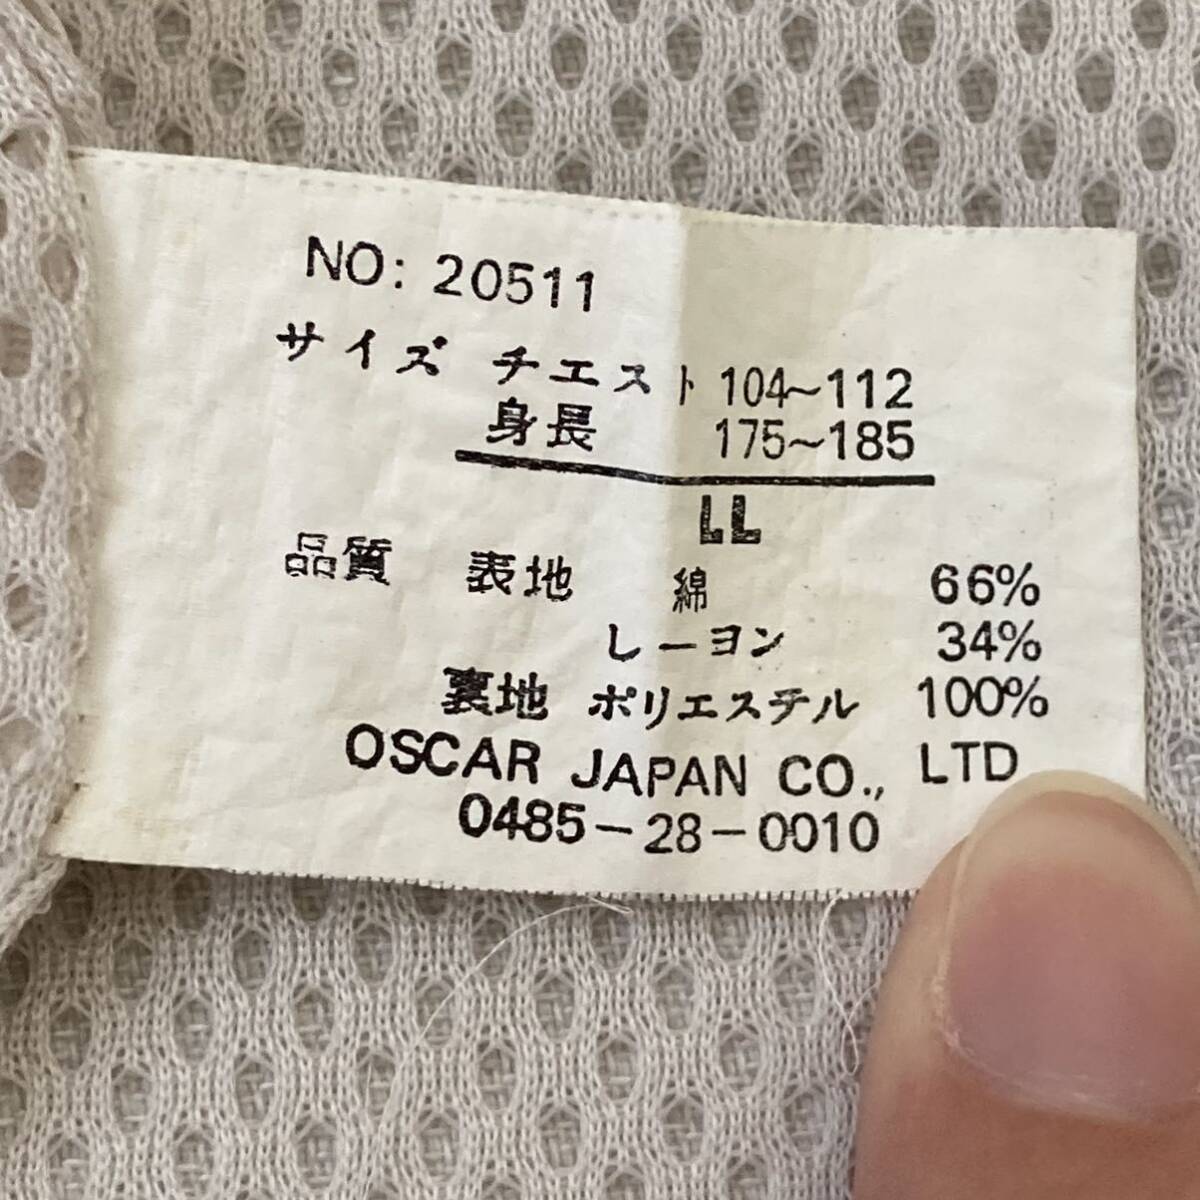 NO: 20511
サイズ チエスト 104~112
身長 175~185
LL
品質 表地 綿 66%
レーヨン 34%
裏地 ポリエステル 100%
OSCAR JAPAN CO., LTD
0485-28-0010